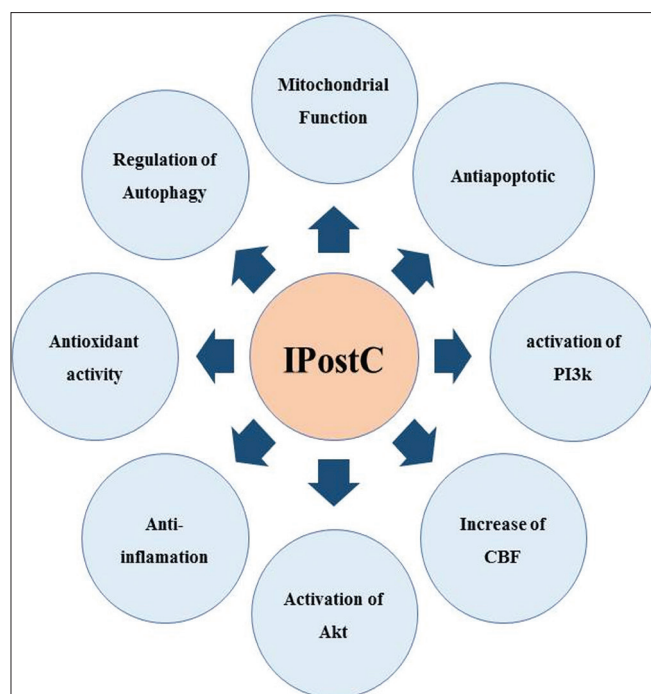 Mitochondrial
Function
Regulation of
Autophagy
Antiapoptotic
Antioxidant
activity
IPostC
activation of
PI3k
Anti-
inflamation
Increase of
CBF
Activation of
Akt